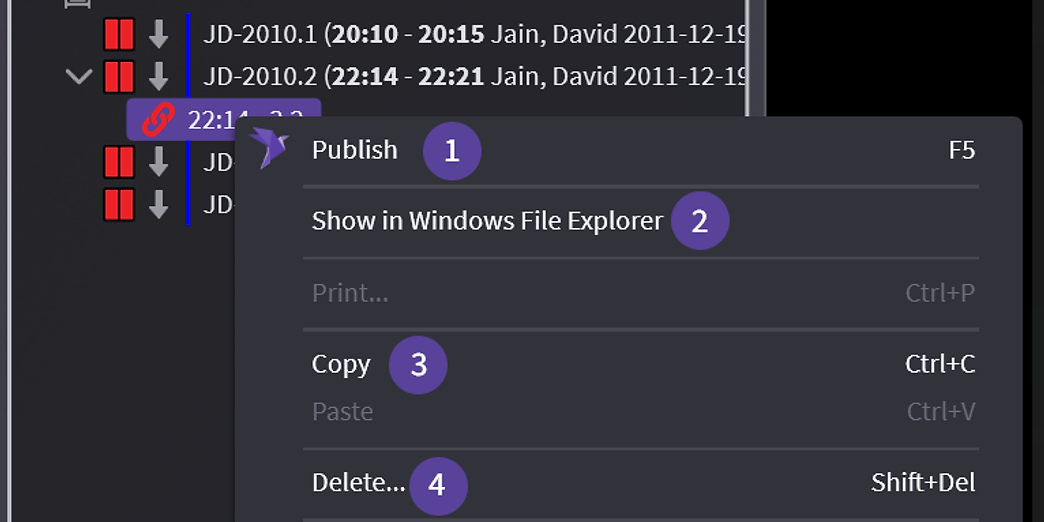 JD-2010.1 (20:10 - 20:15 Jain, David 2011-12-19
JD-2010.2 (22:14 - 22:21 Jain, David 2011-12-19
22:14
JD-
JD-
Publish 1 F5
Show in Windows File Explorer 2
Print... Ctrl+P
Copy 3 Ctrl+C
Paste Ctrl+V
Delete... 4 Shift+Del